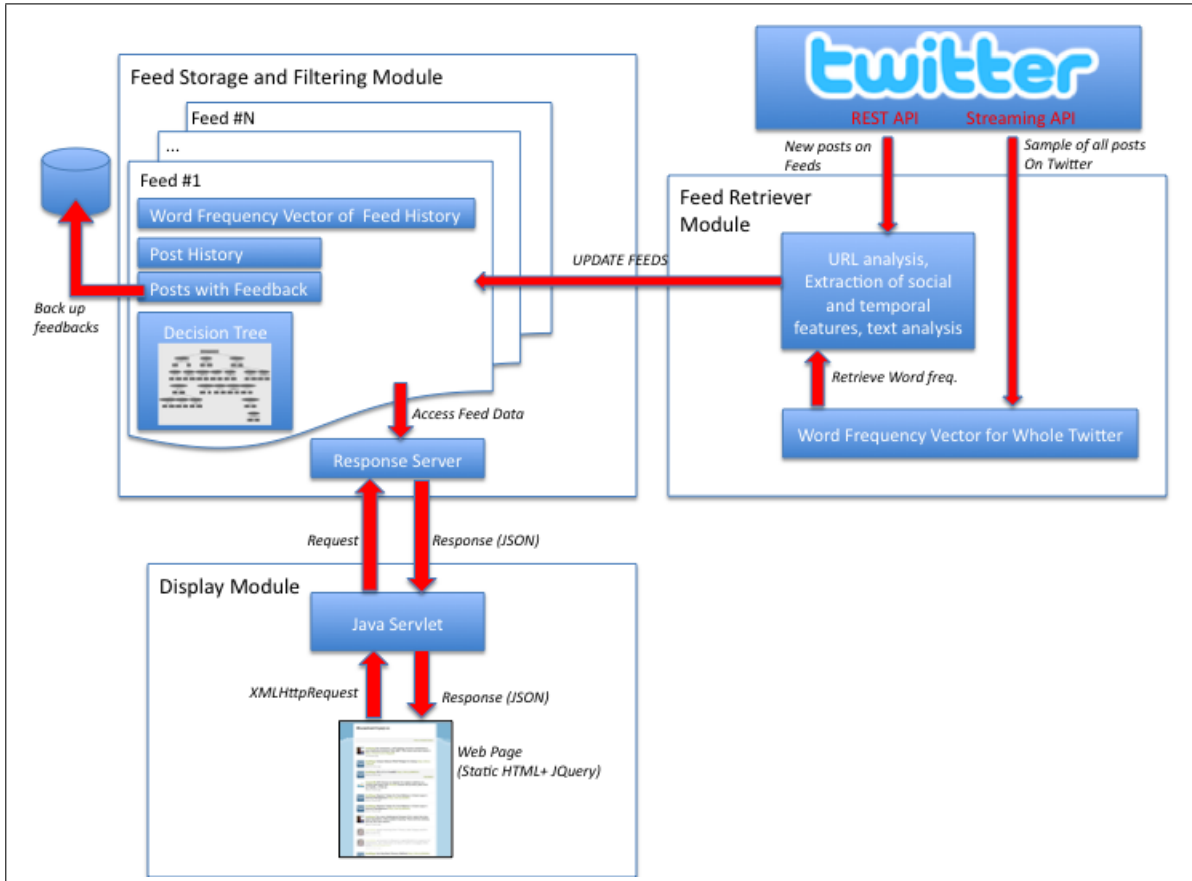 Feed Storage and Filtering Module
Feed #N
...
Feed #1
Word Frequency Vector of Feed History
Post History
Posts with Feedback
Decision Tree
Back up
feedbacks
Access Feed Data
Response Server
twitter
REST API
Streaming API
New posts on
Feeds
Sample of all posts
On Twitter
Feed Retriever
Module
URL analysis,
Extraction of social
and temporal
features, text analysis
UPDATE FEEDS
Retrieve Word freq.
Word Frequency Vector for Whole Twitter
Request
Response (JSON)
Display Module
Java Servlet
XMLHttpRequest
Response (JSON)
Web Page
(Static HTML+ JQuery)